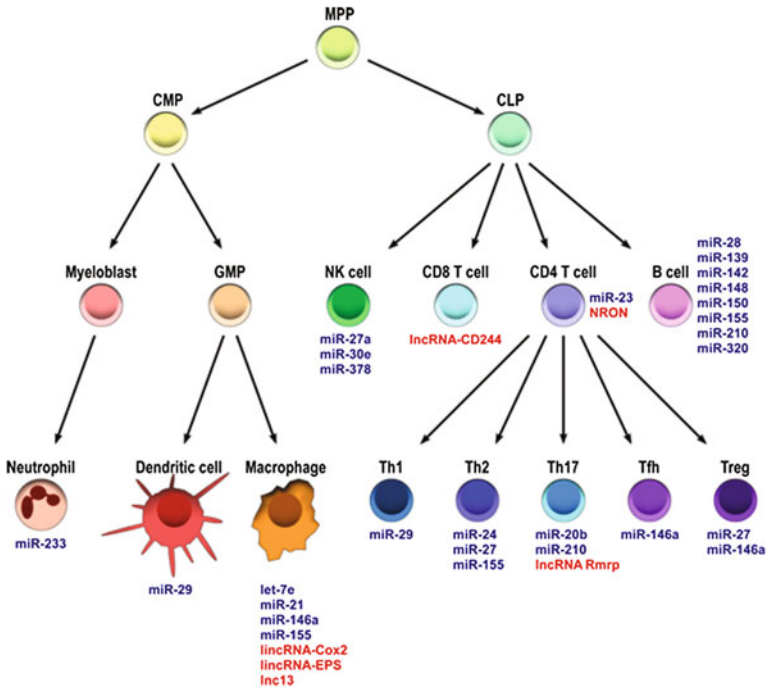 MPP
CMP
CLP
Myeloblast
GMP
NK cell
miR-27a
miR-30e
miR-378
CD8 T cell
lncRNA-CD244
CD4 T cell
miR-23
NRON
B cell
miR-28
miR-139
miR-142
miR-148
miR-150
miR-155
miR-210
miR-320
Neutrophil
miR-233
Dendritic cell
miR-29
Macrophage
let-7e
miR-21
miR-146a
miR-155
lincRNA-Cox2
lincRNA-EPS
lnc13
Th1
miR-29
Th2
miR-24
miR-27
miR-155
Th17
miR-20b
miR-210
lncRNA Rmrp
Tfh
miR-146a
Treg
miR-27
miR-146a